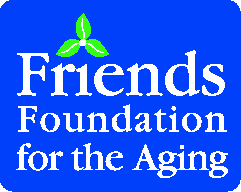 Friends
Foundation
for the Aging